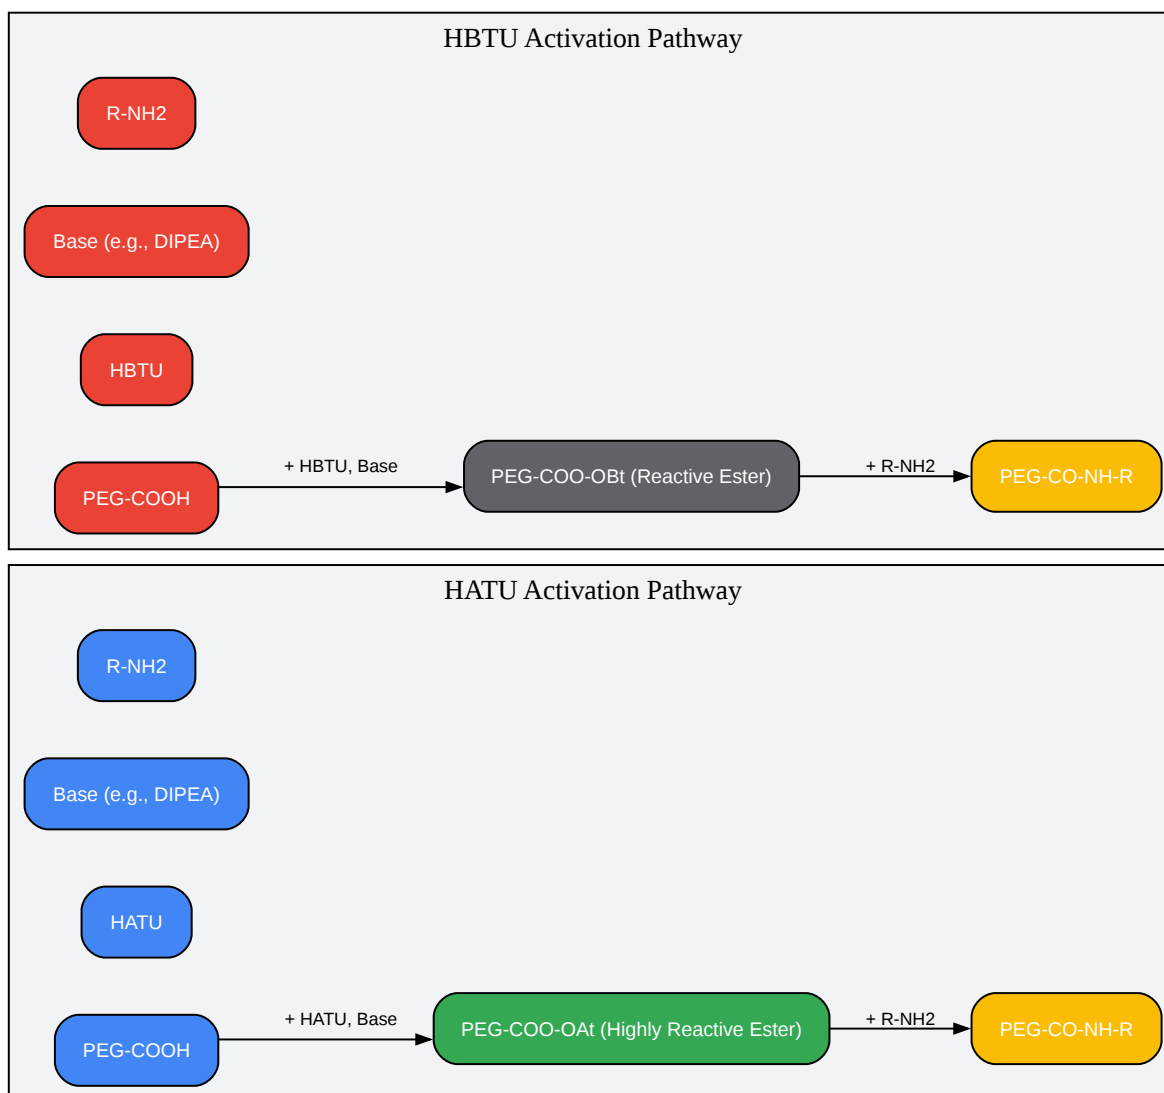 HBTU Activation Pathway
R-NH2
Base (e.g., DIPEA)
HBTU
PEG-COOH
+ HBTU, Base
PEG-COO-OBt (Reactive Ester)
+ R-NH2
PEG-CO-NH-R
HATU Activation Pathway
R-NH2
Base (e.g., DIPEA)
HATU
PEG-COOH
+ HATU, Base
PEG-COO-OAt (Highly Reactive Ester)
+ R-NH2
PEG-CO-NH-R